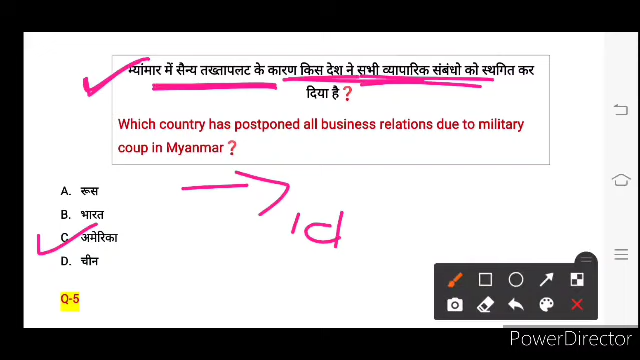 म्यांमार में सैन्य तख्तापलट के कारण किस देश ने सभी व्यापारिक संबंधो को स्थगित कर
दिया है?
Which country has postponed all business relations due to military
coup in Myanmar?
A. रूस
B. भारत
C. अमेरिका
D. चीन
Q-5
PowerDirector